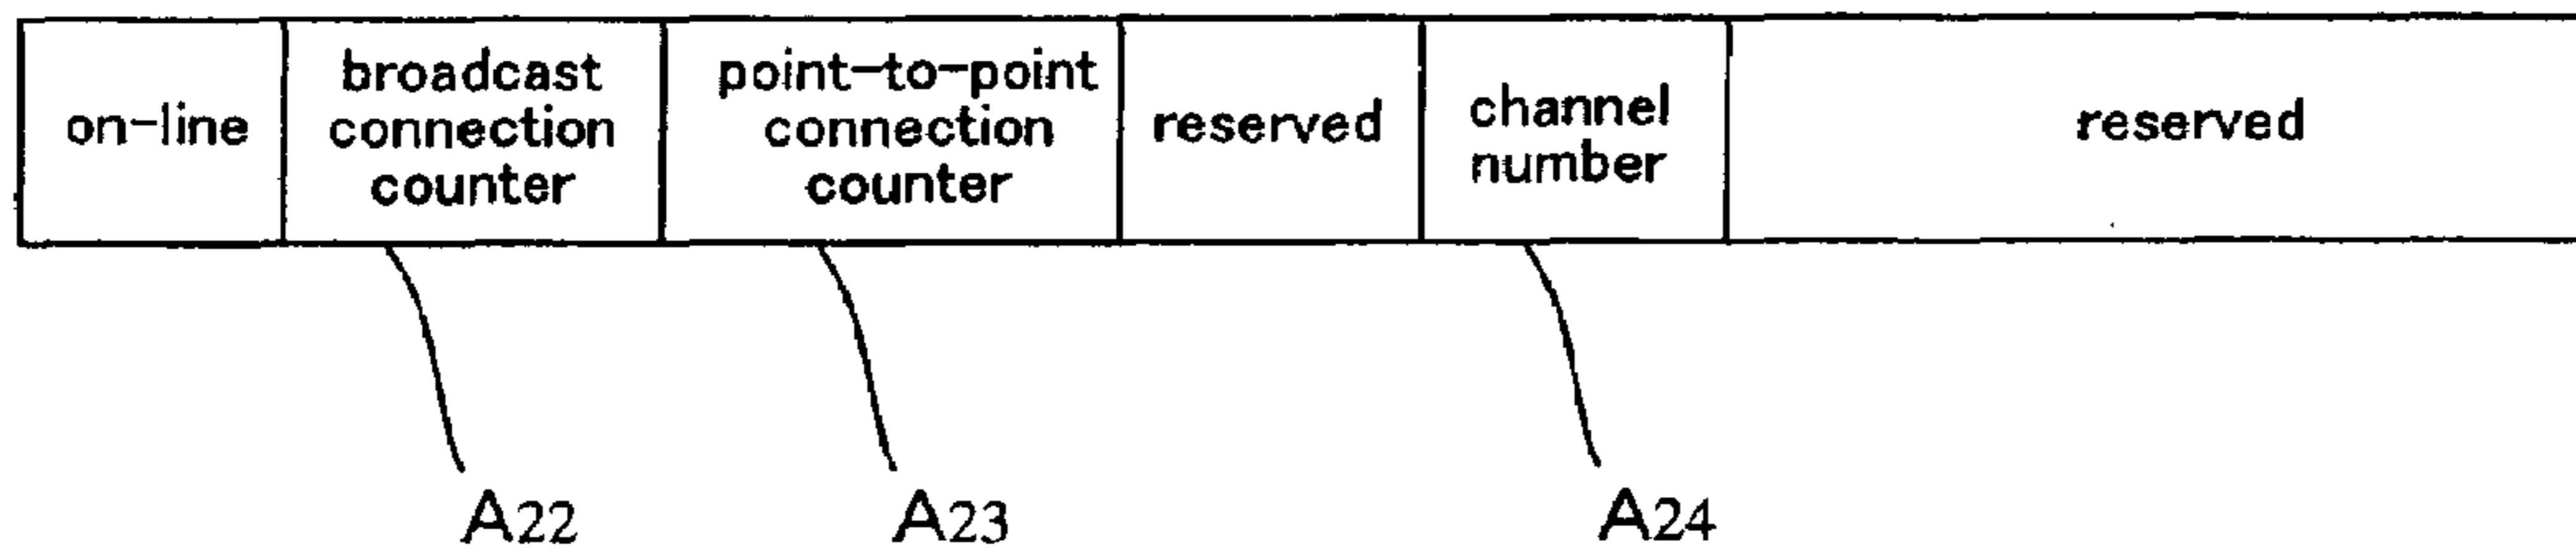 on-line
broadcast
connection
counter
point-to-point
connection
counter
reserved
channel
number
reserved
A22
A23
A24